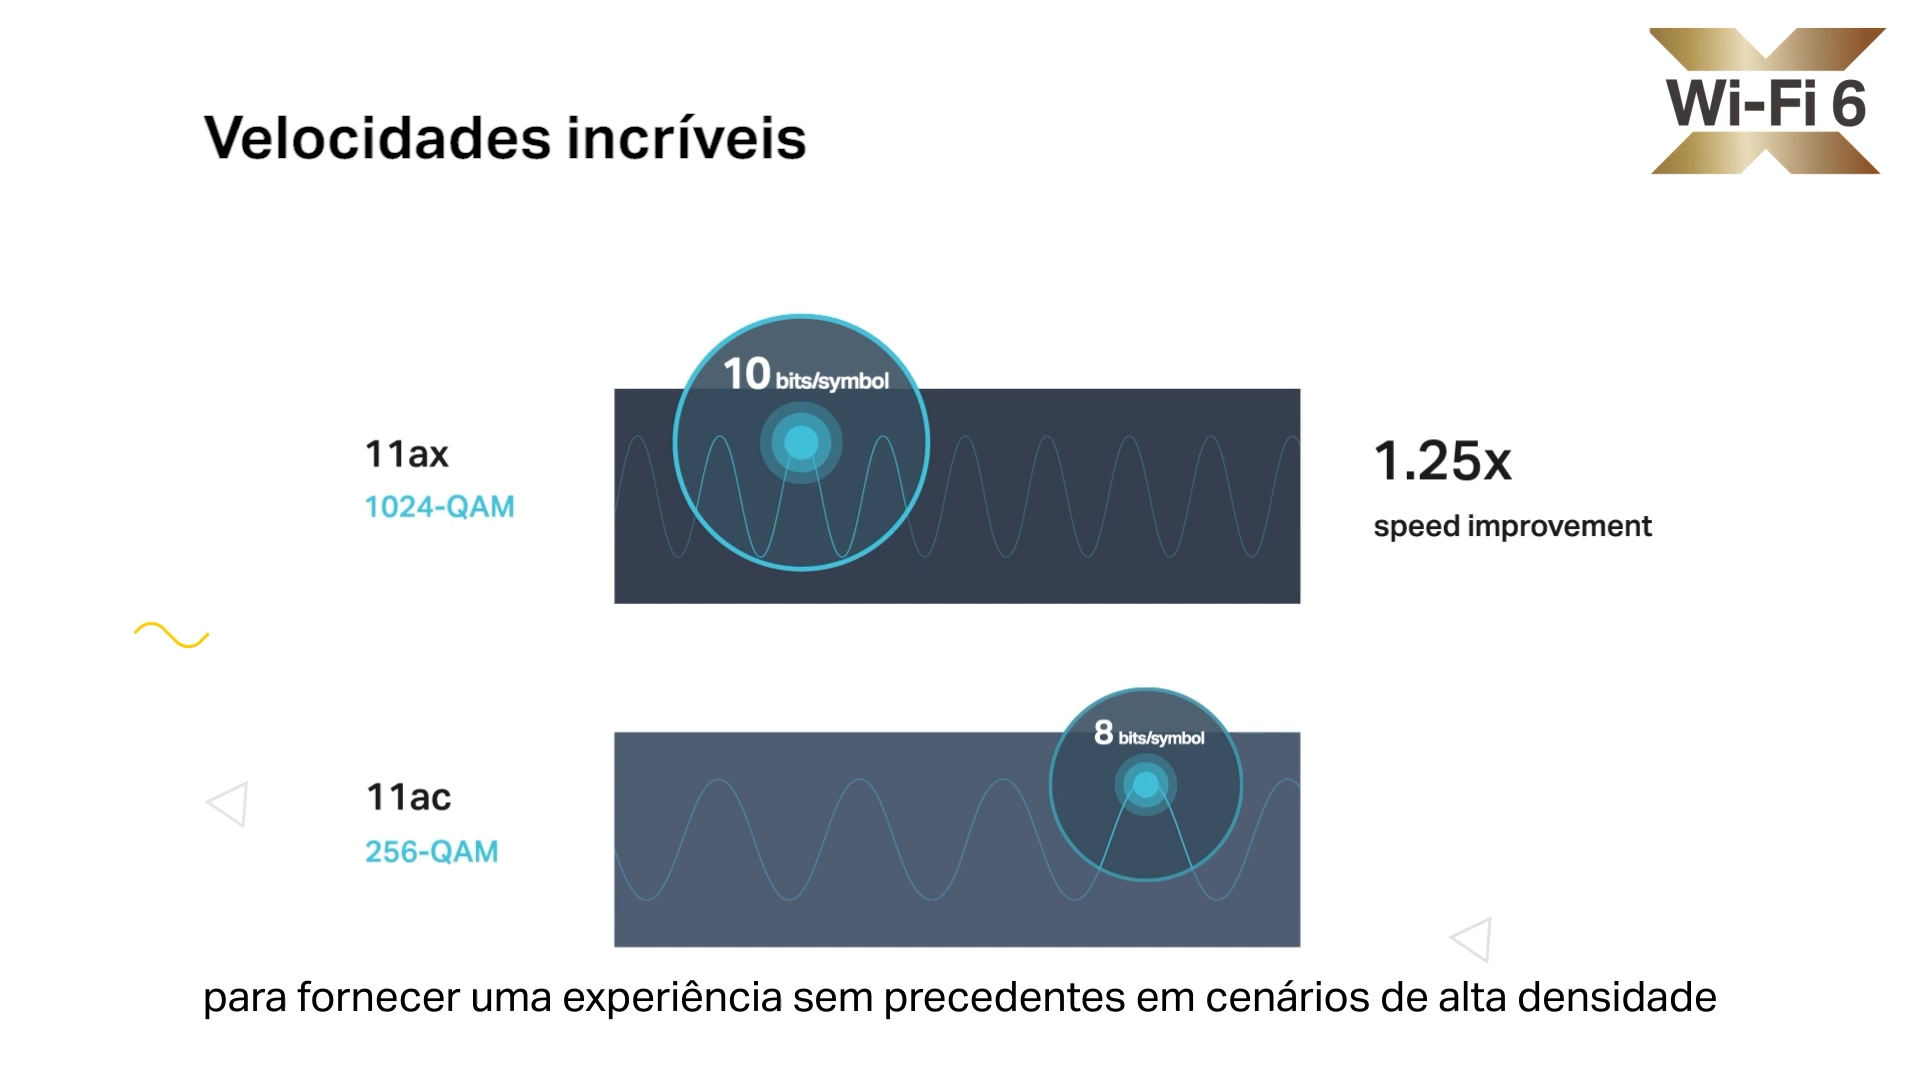 Wi-Fi 6
Velocidades incríveis
10 bits/symbol
11ax
1024-QAM
1.25x
speed improvement
8 bits/symbol
11ac
256-QAM
para fornecer uma experiência sem precedentes em cenários de alta densidade